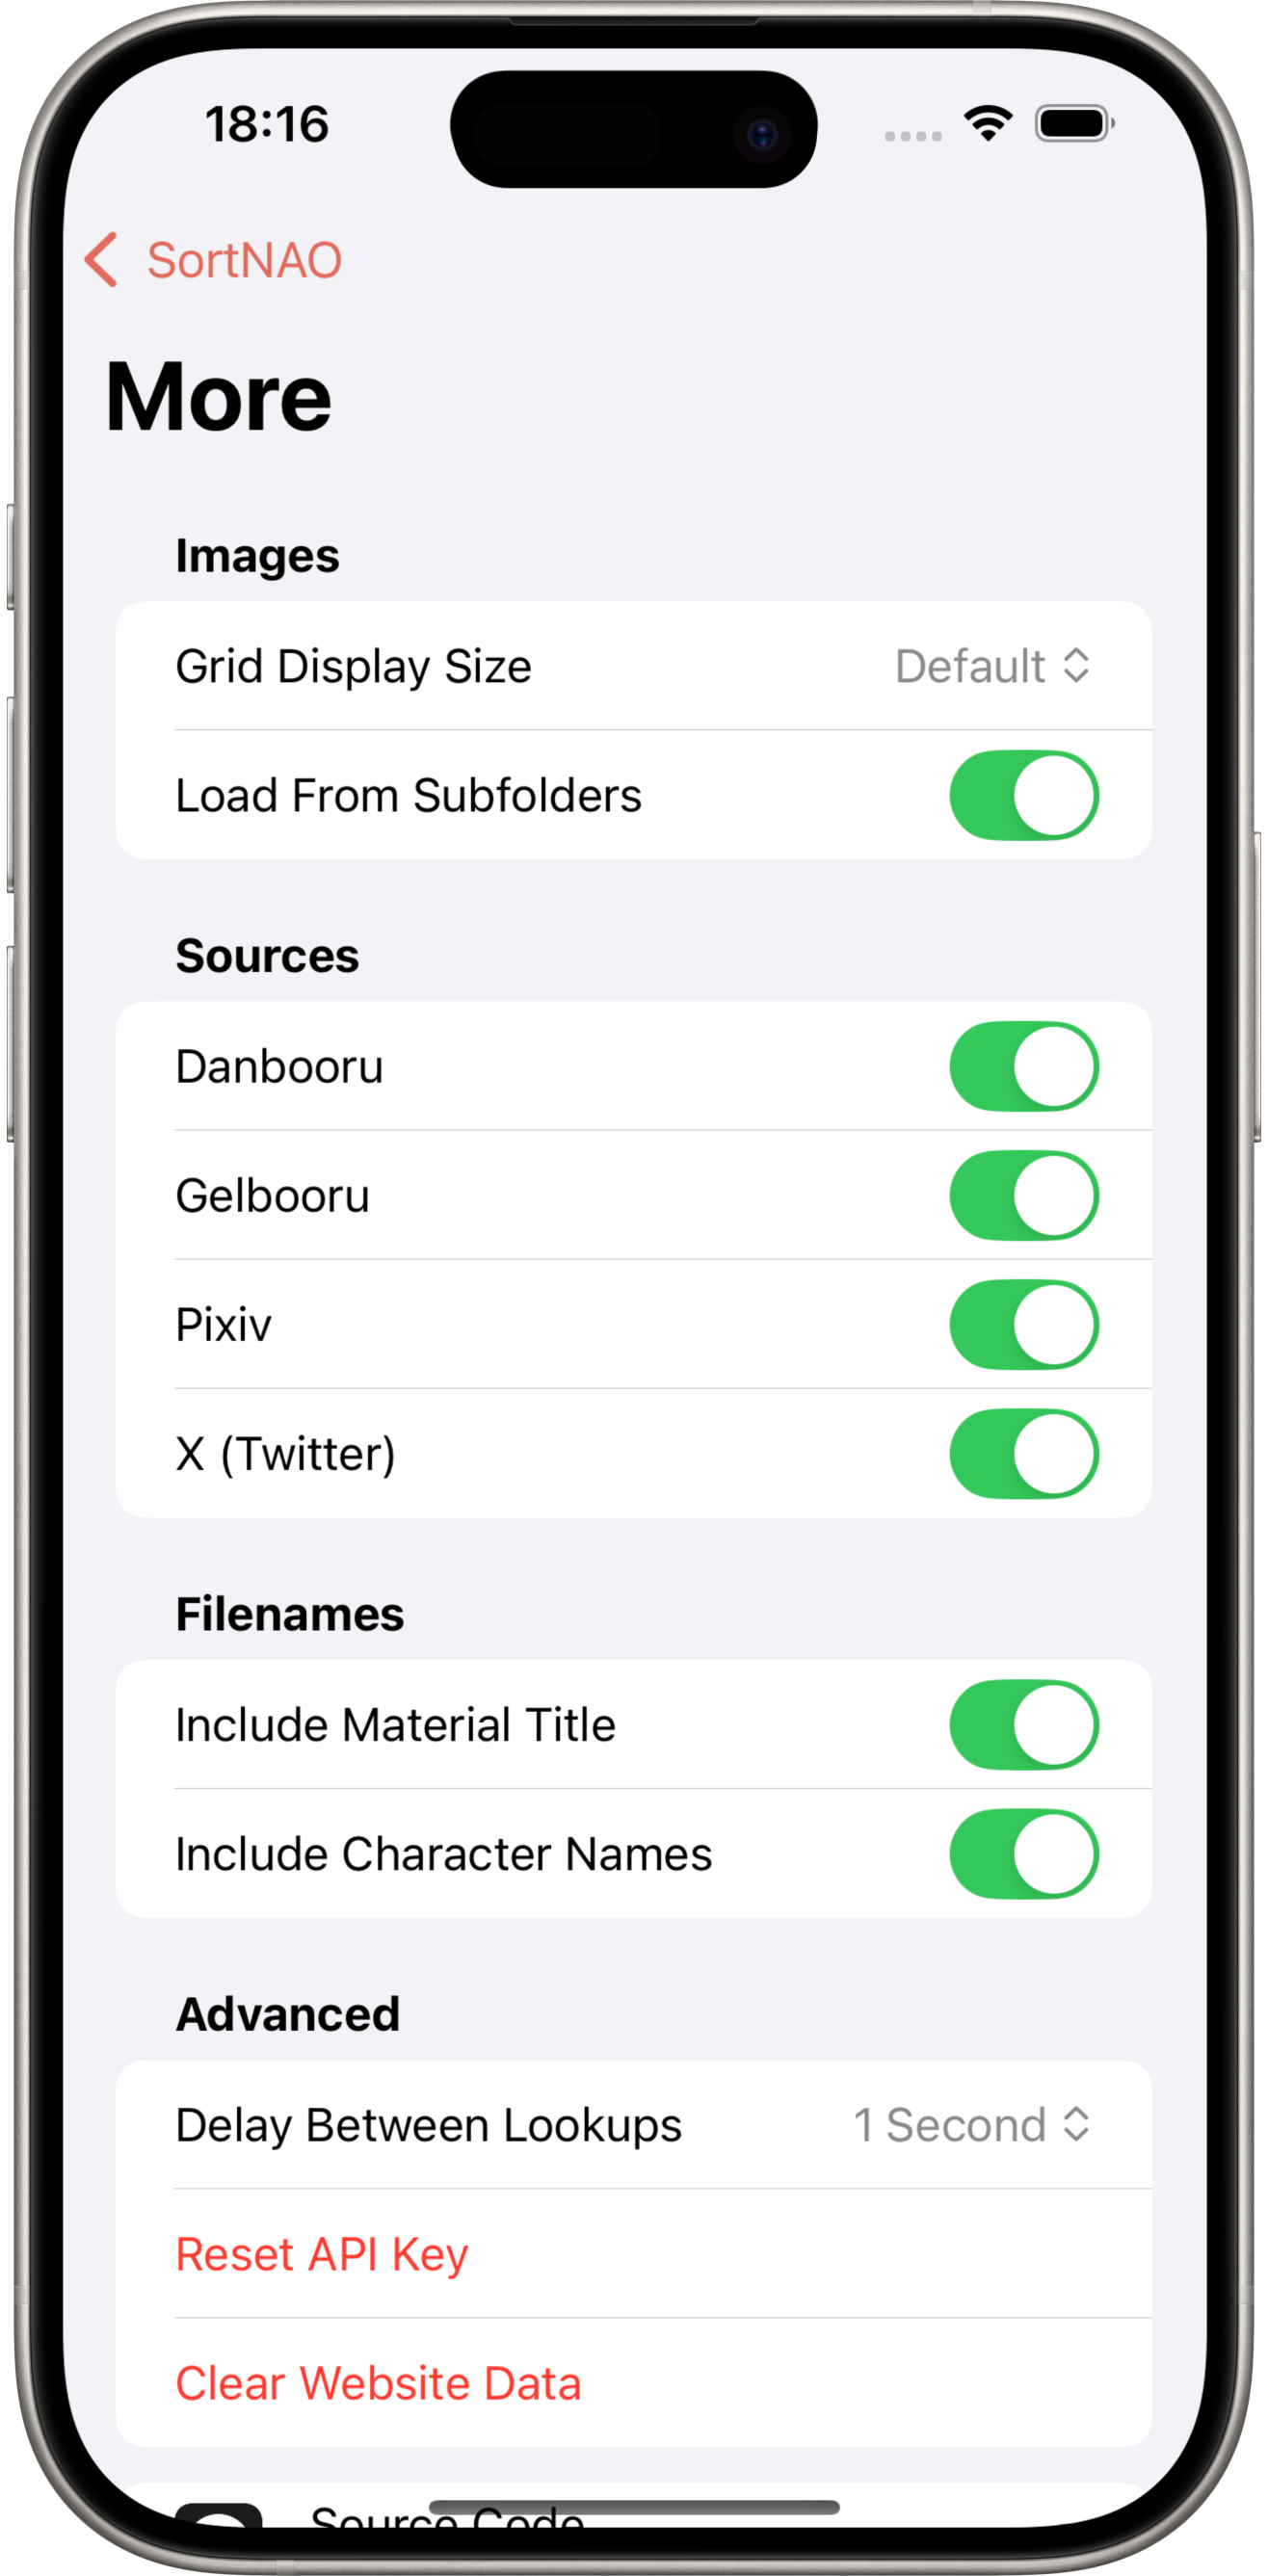 18:16
SortNAO
More
Images
Grid Display Size Default
Load From Subfolders
Sources
Danbooru
Gelbooru
Pixiv
X (Twitter)
Filenames
Include Material Title
Include Character Names
Advanced
Delay Between Lookups 1 Second
Reset API Key
Clear Website Data
Source Code